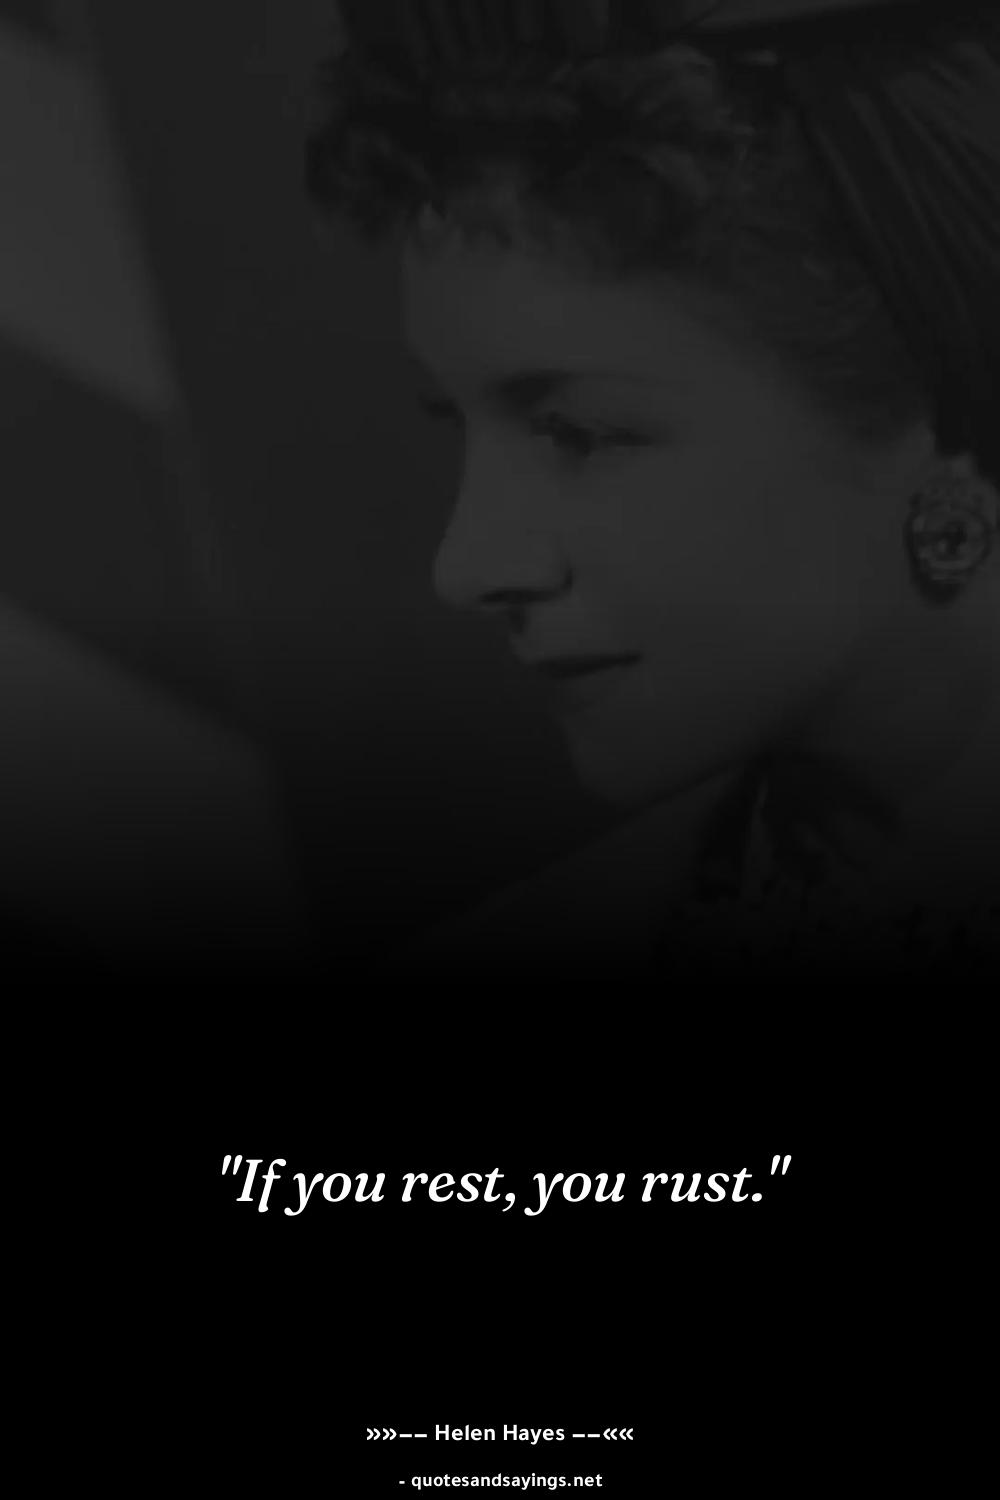 "If you rest, you rust."
»»–– Helen Hayes ––««
- quotesandsayings.net